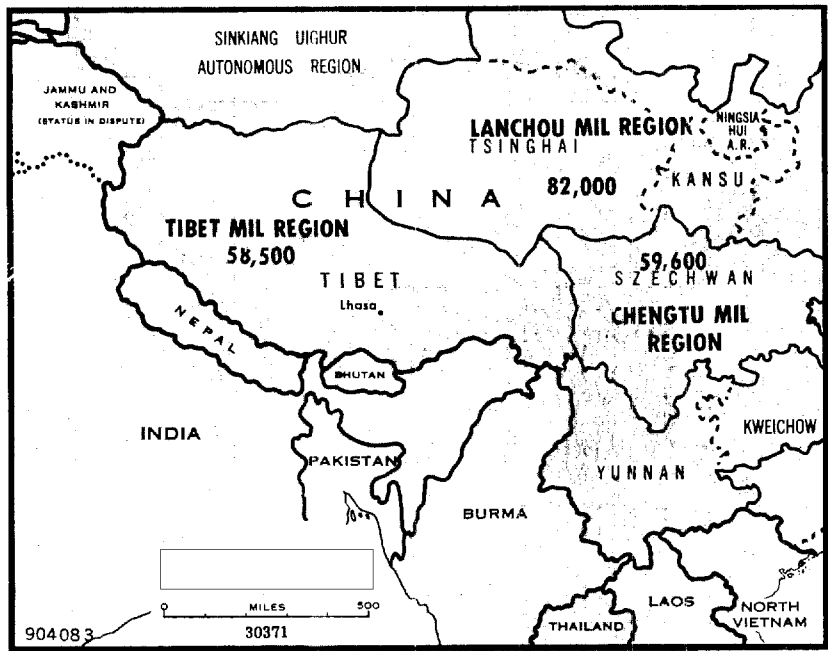 SINKIANG UIGHUR
AUTONOMOUS REGION
JAMMU AND
KASHMIR
(STATUS IN DISPUTE)
LANCHOU MIL REGION
TSINGHAI
NINGSIA
HUI
A.R.
82,000
KANSU
CHINA
TIBET MIL REGION
58,500
59,600
SZECHWAN
TIBET
Lhasa
CHENGTU MIL
REGION
NEPAL
BHUTAN
INDIA
PAKISTAN
KWEICHOW
YUNNAN
BURMA
0 MILES 500
30371
904083
THAILAND
LAOS
NORTH
VIETNAM